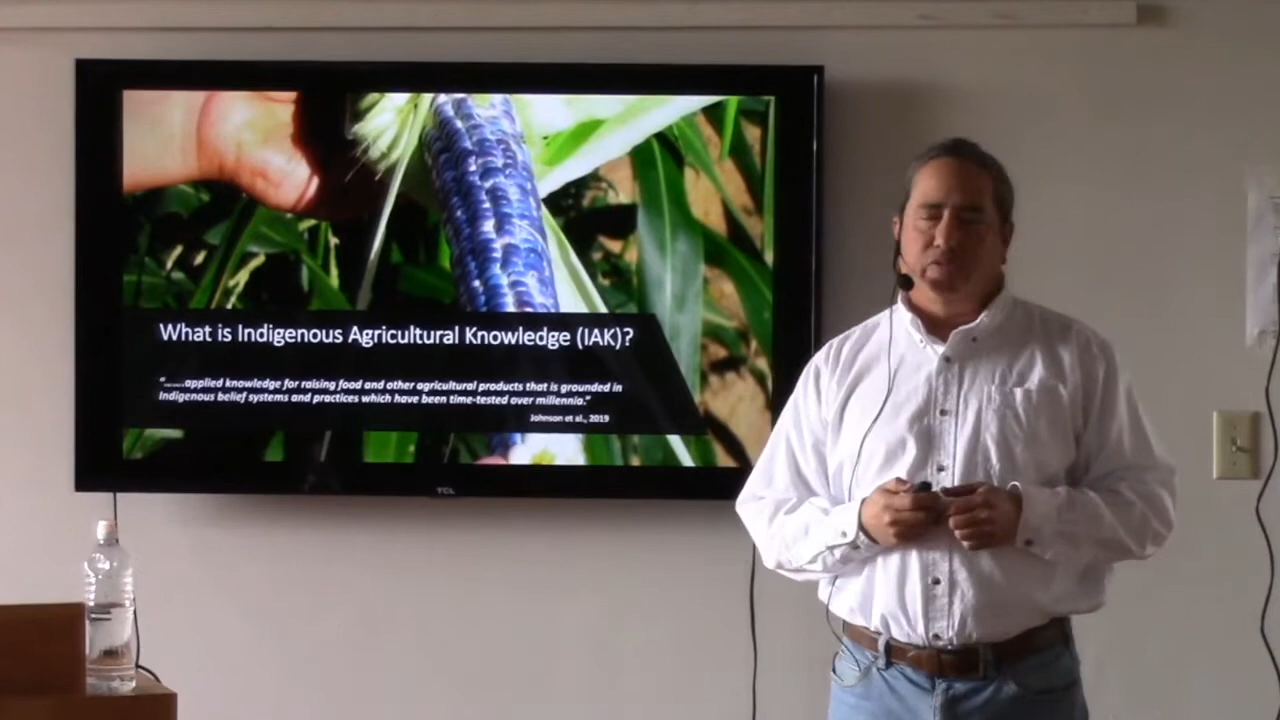 What is Indigenous Agricultural Knowledge (IAK)?
"…..applied knowledge for raising food and other agricultural products that is grounded in
Indigenous belief systems and practices which have been time-tested over millennia."
Johnson et al., 2019
TCL